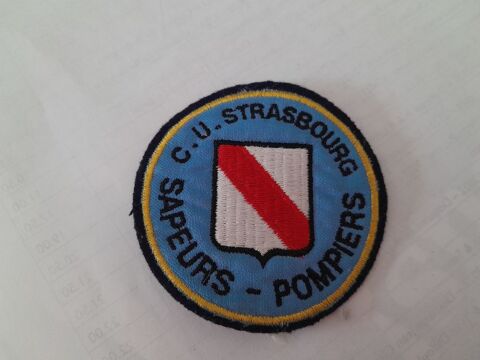 C.U. STRASBOURG
SAPEURS - POMPIERS